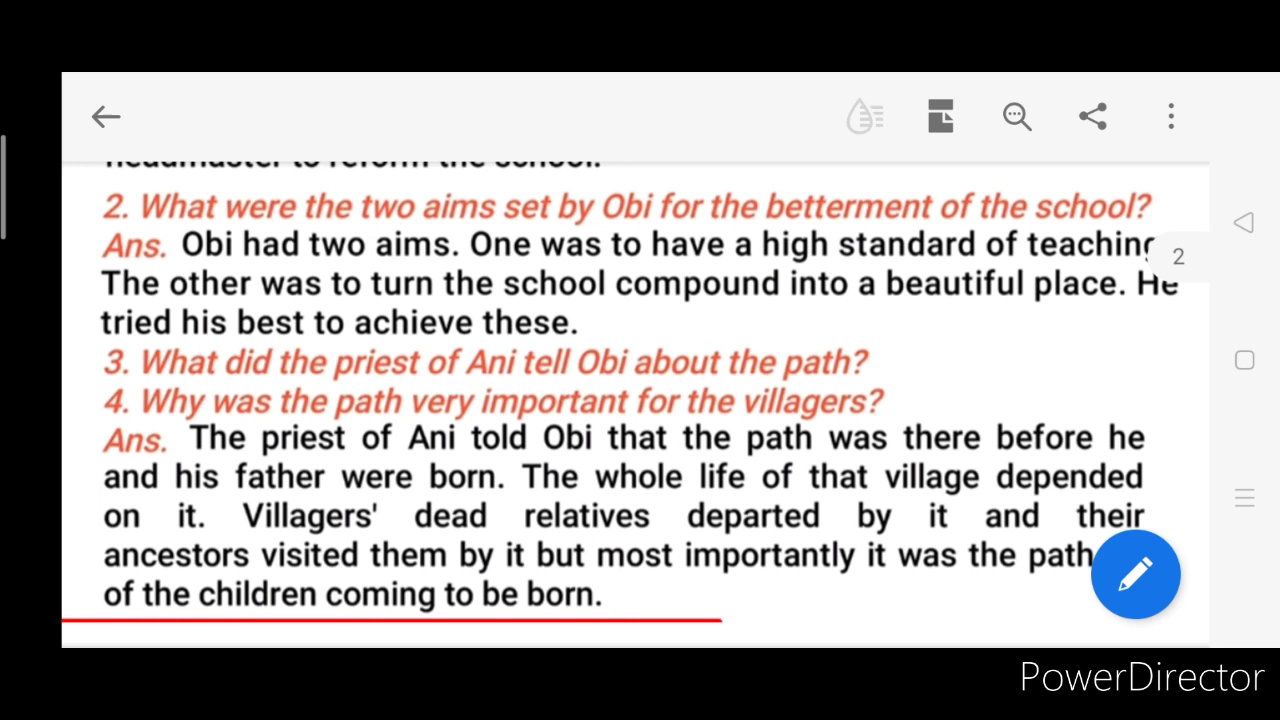 headmaster to reform the school.
2. What were the two aims set by Obi for the betterment of the school?
Ans. Obi had two aims. One was to have a high standard of teaching
2
The other was to turn the school compound into a beautiful place. He
tried his best to achieve these.
3. What did the priest of Ani tell Obi about the path?
4. Why was the path very important for the villagers?
Ans. The priest of Ani told Obi that the path was there before he
and his father were born. The whole life of that village depended
on it. Villagers' dead relatives departed by it and their
ancestors visited them by it but most importantly it was the path
of the children coming to be born.
PowerDirector